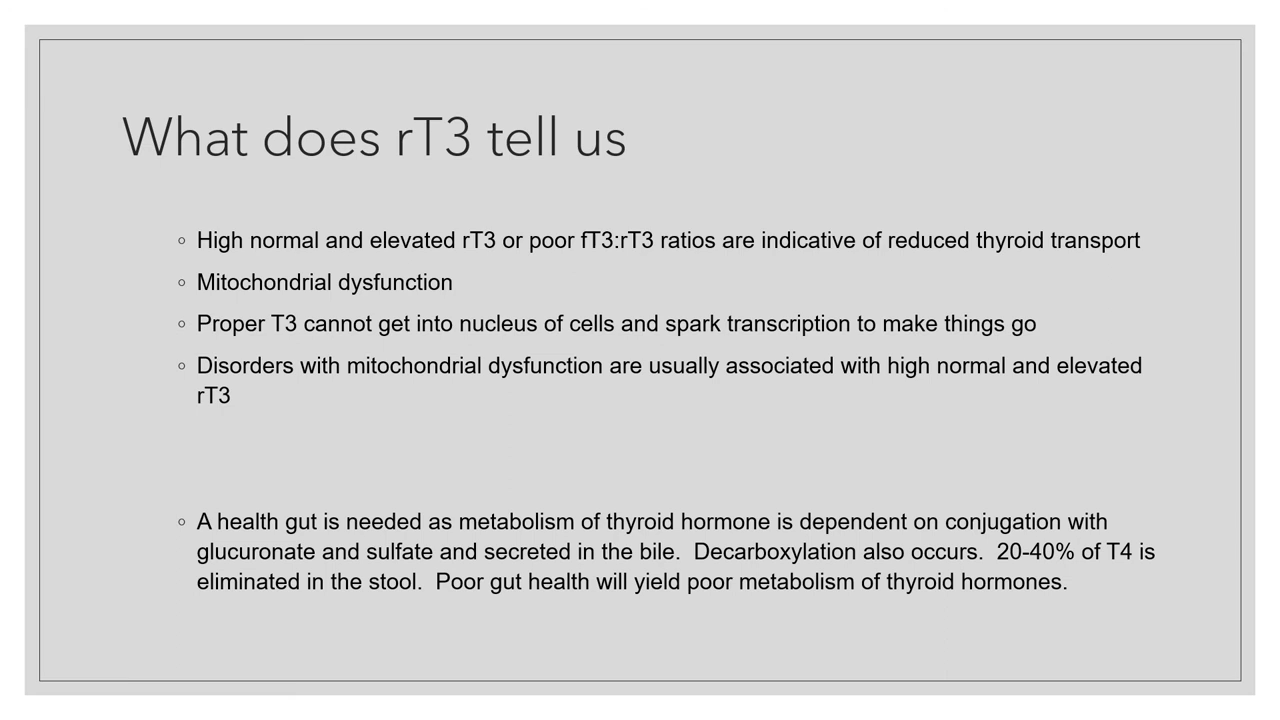 What does rT3 tell us
◦ High normal and elevated rT3 or poor fT3:rT3 ratios are indicative of reduced thyroid transport
◦ Mitochondrial dysfunction
◦ Proper T3 cannot get into nucleus of cells and spark transcription to make things go
◦ Disorders with mitochondrial dysfunction are usually associated with high normal and elevated
rT3
◦ A health gut is needed as metabolism of thyroid hormone is dependent on conjugation with
glucuronate and sulfate and secreted in the bile.  Decarboxylation also occurs.  20-40% of T4 is
eliminated in the stool.  Poor gut health will yield poor metabolism of thyroid hormones.